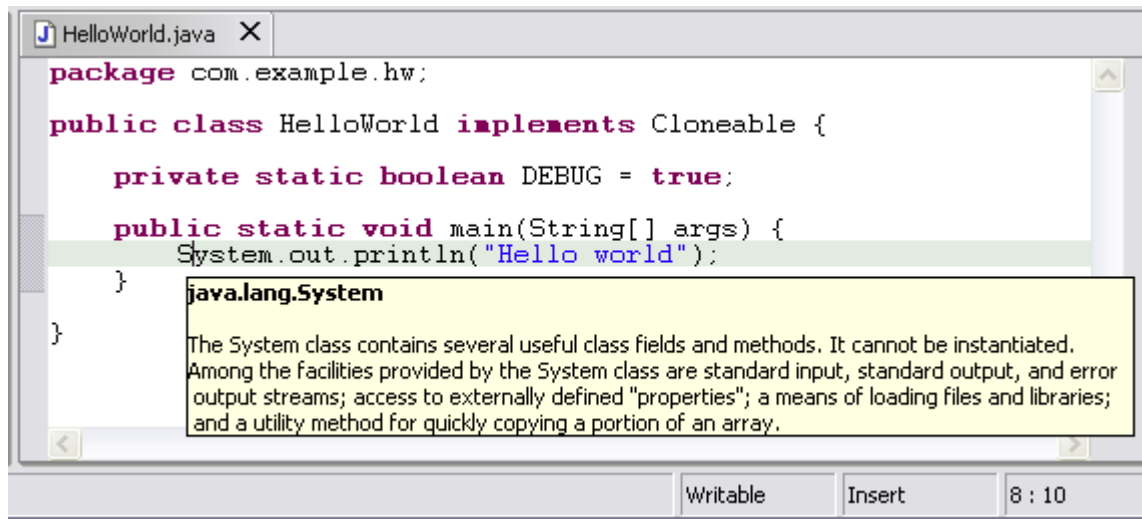 HelloWorld.java
package com.example.hw;
public class HelloWorld implements Cloneable {
private static boolean DEBUG = true;
public static void main(String[] args) {
System.out.println("Hello world");
}
java.lang.System
}
The System class contains several useful class fields and methods. It cannot be instantiated.
Among the facilities provided by the System class are standard input, standard output, and error
output streams; access to externally defined "properties"; a means of loading files and libraries;
and a utility method for quickly copying a portion of an array.
Writable Insert 8 : 10